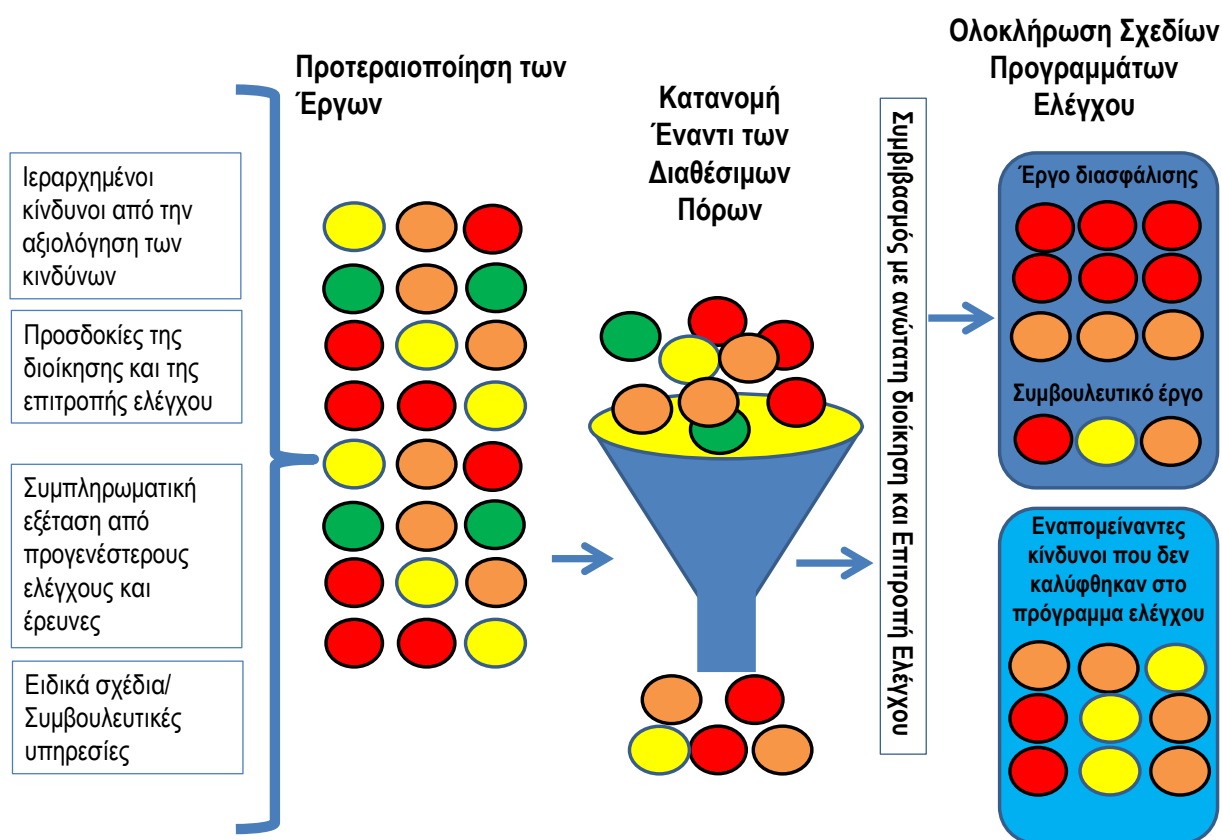 Ιεραρχημένοι
κίνδυνοι από την
αξιολόγηση των
κινδύνων
Προσδοκίες της
διοίκησης και της
επιτροπής ελέγχου
Συμπληρωματική
εξέταση από
προγενέστερους
ελέγχους και
έρευνες
Ειδικά σχέδια/
Συμβουλευτικές
υπηρεσίες
Προτεραιοποίηση των
Έργων
Κατανομή
Έναντι των
Διαθέσιμων
Πόρων
Συμβιβασμός με ανώτατη διοίκηση και Επιτροπή Ελέγχου
Ολοκλήρωση Σχεδίων
Προγραμμάτων
Ελέγχου
Έργο διασφάλισης
Συμβουλευτικό έργο
Εναπομείναντες
κίνδυνοι που δεν
καλύφθηκαν στο
πρόγραμμα ελέγχου